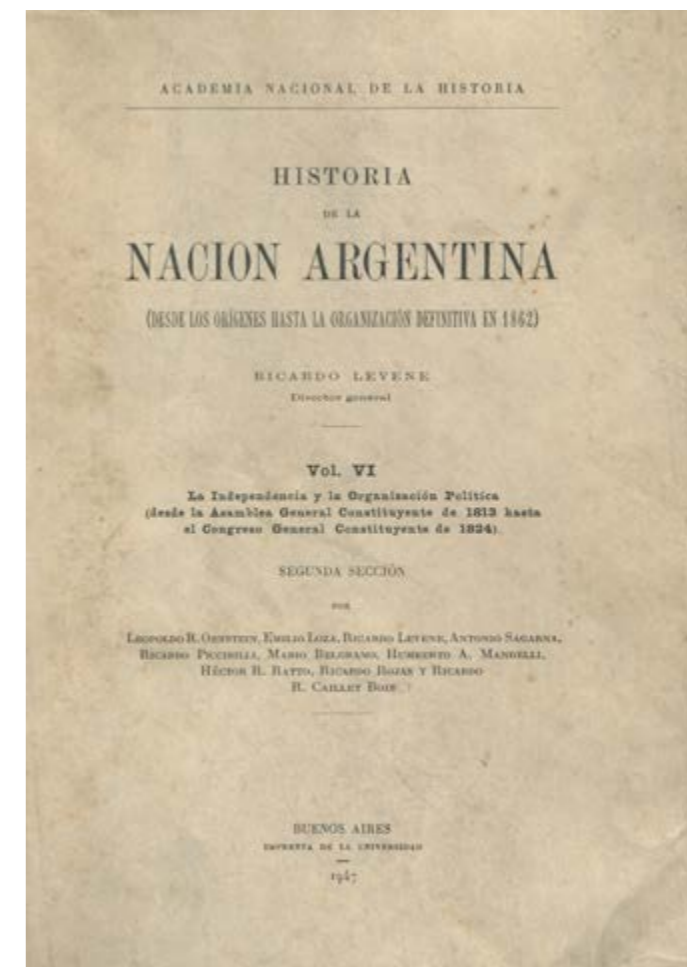 ACADEMIA NACIONAL DE LA HISTORIA
HISTORIA
DE LA
NACION ARGENTINA
(DESDE LOS ORÍGENES HASTA LA ORGANIZACIÓN DEFINITIVA EN 1862)
RICARDO LEVENE
Director general
Vol. VI
La Independencia y la Organización Política
(desde la Asamblea General Constituyente de 1813 hasta
el Congreso General Constituyente de 1824).
SEGUNDA SECCIÓN
POR
LEOPOLDO R. ORNSTEIN, EMILIO LOZA, RICARDO LEVENE, ANTONIO SAGARNA,
RICARDO PICCIRILLI, MARIO BELGRANO, HUMBERTO A. MANDELLI,
HÉCTOR R. RATTO, RICARDO ROJAS Y RICARDO
R. CAILLET BOIS
BUENOS AIRES
IMPRENTA DE LA UNIVERSIDAD
1947